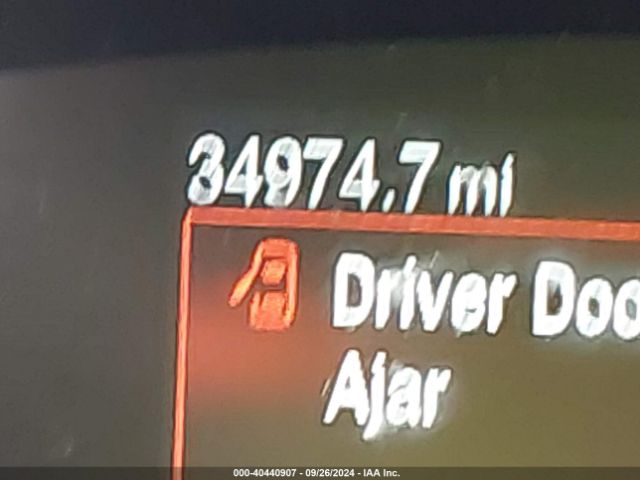 34974.7 mi
Driver Doo
Ajar
000-40440907 - 09/26/2024 - IAA Inc.